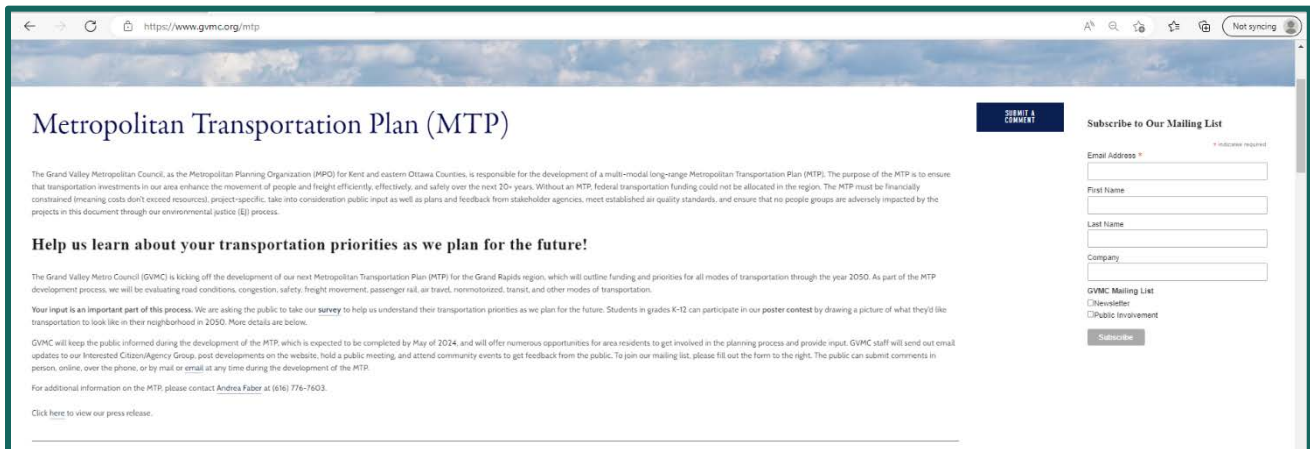 https://www.gvmc.org/mtp
Not syncing
Metropolitan Transportation Plan (MTP)
SUBMIT A
COMMENT
The Grand Valley Metropolitan Council, as the Metropolitan Planning Organization (MPO) for Kent and eastern Ottawa Counties, is responsible for the development of a multi-modal long-range Metropolitan Transportation Plan (MTP). The purpose of the MTP is to ensure
that transportation investments in our area enhance the movement of people and freight efficiently, effectively, and safely over the next 20+ years. Without an MTP, federal transportation funding could not be allocated in the region. The MTP must be financially
constrained (meaning costs don't exceed resources), project-specific, take into consideration public input as well as plans and feedback from stakeholder agencies, meet established air quality standards, and ensure that no people groups are adversely impacted by the
projects in this document through our environmental justice (EJ) process.
Help us learn about your transportation priorities as we plan for the future!
The Grand Valley Metro Council (GVMC) is kicking off the development of our next Metropolitan Transportation Plan (MTP) for the Grand Rapids region, which will outline funding and priorities for all modes of transportation through the year 2050. As part of the MTP
development process, we will be evaluating road conditions, congestion, safety, freight movement, passenger rail, air travel, nonmotorized, transit, and other modes of transportation.
Your input is an important part of this process. We are asking the public to take our survey to help us understand their transportation priorities as we plan for the future. Students in grades K-12 can participate in our poster contest by drawing a picture of what they'd like
transportation to look like in their neighborhood in 2050. More details are below.
GVMC will keep the public informed during the development of the MTP, which is expected to be completed by May of 2024, and will offer numerous opportunities for area residents to get involved in the planning process and provide input. GVMC staff will send out email
updates to our Interested Citizen/Agency Group, post developments on the website, hold a public meeting, and attend community events to get feedback from the public. To join our mailing list, please fill out the form to the right. The public can submit comments in
person, online, over the phone, or by mail or email at any time during the development of the MTP.
For additional information on the MTP, please contact Andrea Faber at (616) 776-7603.
Click here to view our press release.
Subscribe to Our Mailing List
* indicates required
Email Address *
First Name
Last Name
Company
GVMC Mailing List
Newsletter
Public Involvement
Subscribe